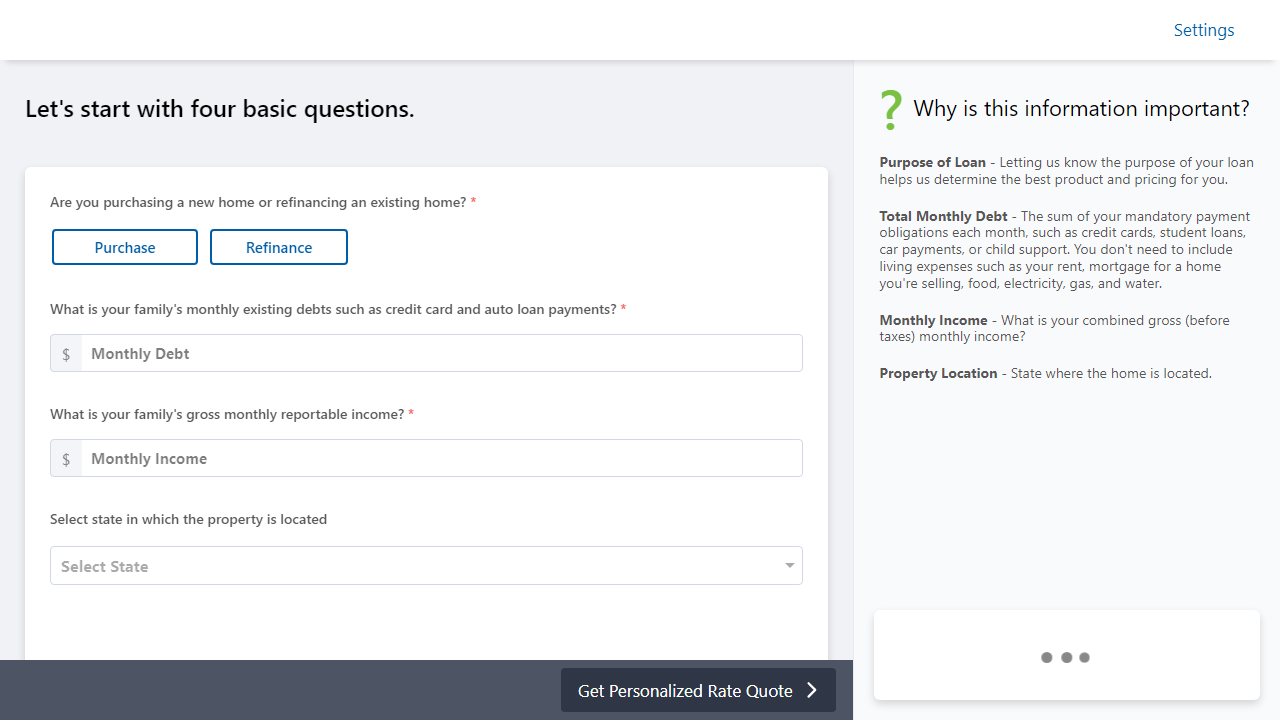 Settings
Let's start with four basic questions.
Are you purchasing a new home or refinancing an existing home? *
Purchase
Refinance
What is your family's monthly existing debts such as credit card and auto loan payments? *
$ Monthly Debt
What is your family's gross monthly reportable income? *
$ Monthly Income
Select state in which the property is located
Select State
Get Personalized Rate Quote
? Why is this information important?
Purpose of Loan - Letting us know the purpose of your loan
helps us determine the best product and pricing for you.
Total Monthly Debt - The sum of your mandatory payment
obligations each month, such as credit cards, student loans,
car payments, or child support. You don't need to include
living expenses such as your rent, mortgage for a home
you're selling, food, electricity, gas, and water.
Monthly Income - What is your combined gross (before
taxes) monthly income?
Property Location - State where the home is located.